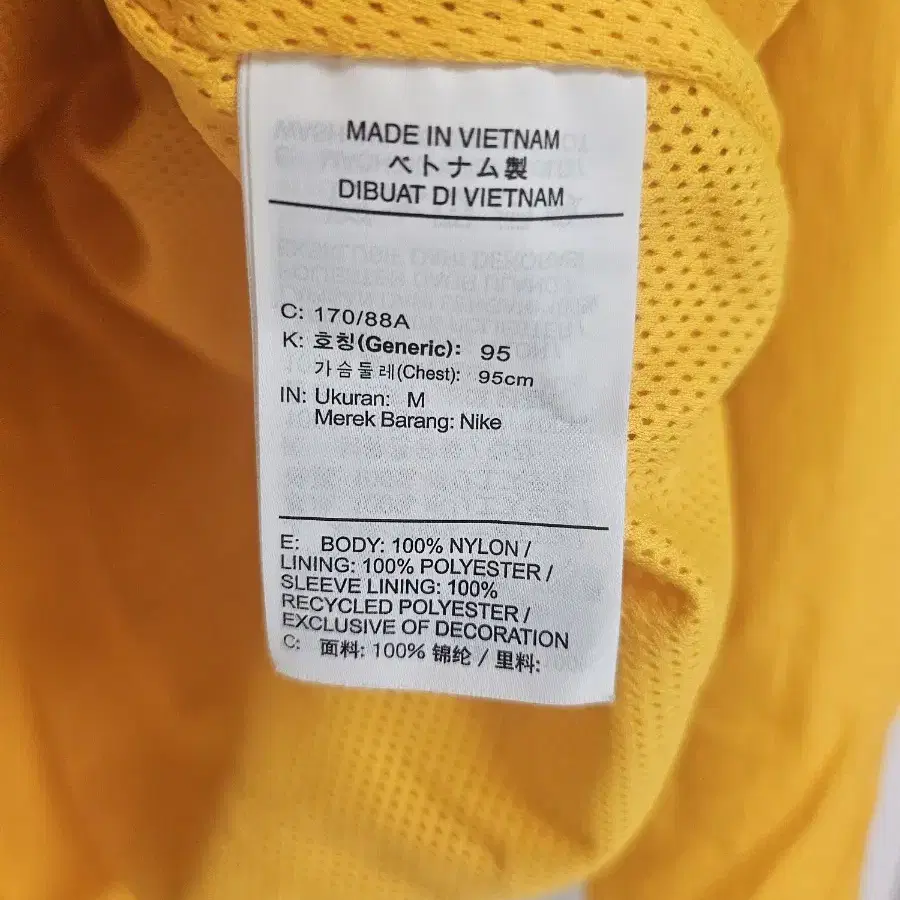 MADE IN VIETNAM
ベトナム製
DIBUAT DI VIETNAM
C: 170/88A
K: 호칭(Generic): 95
가슴둘레(Chest): 95cm
IN: Ukuran: M
Merek Barang: Nike
E: BODY: 100% NYLON /
LINING: 100% POLYESTER /
SLEEVE LINING: 100%
RECYCLED POLYESTER /
EXCLUSIVE OF DECORATION
C: 面料: 100% 锦纶 / 里料: